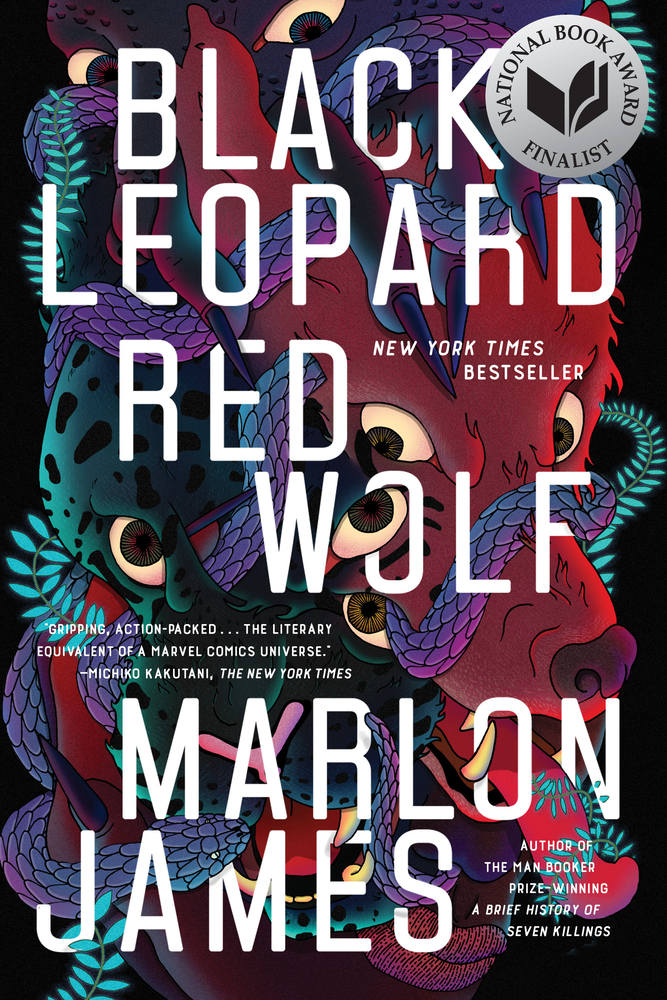 NATIONAL BOOK AWARD
FINALIST
BLACK
LEOPARD
RED
NEW YORK TIMES
BESTSELLER
WOLF
"GRIPPING, ACTION-PACKED . . . THE LITERARY
EQUIVALENT OF A MARVEL COMICS UNIVERSE."
—MICHIKO KAKUTANI, THE NEW YORK TIMES
MARLON
JAMES
AUTHOR OF
THE MAN BOOKER
PRIZE–WINNING
A BRIEF HISTORY OF
SEVEN KILLINGS